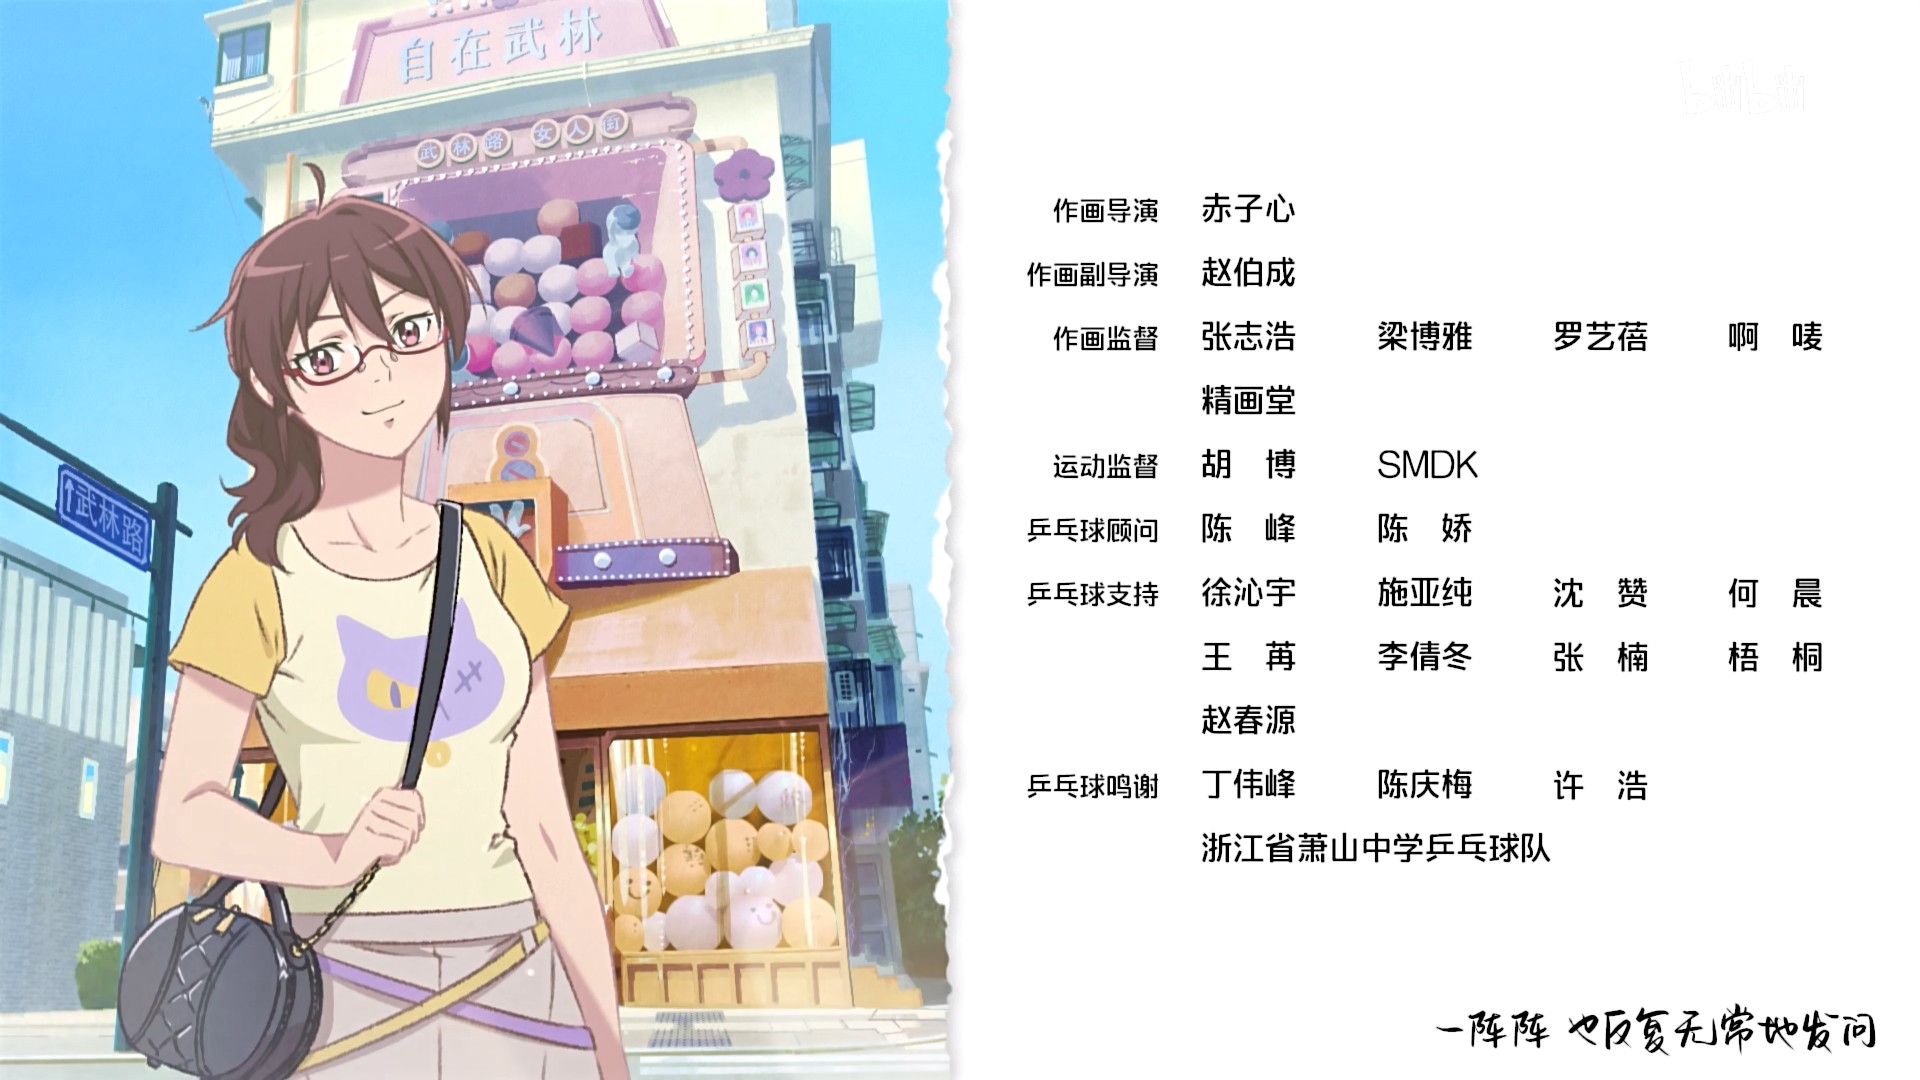 自在武林
武林路 女人街
↑武林路
bilibili
作画导演 赤子心
作画副导演 赵伯成
作画监督 张志浩 梁博雅 罗艺蓓 啊 唛
精画堂
运动监督 胡 博 SMDK
乒乓球顾问 陈 峰 陈 娇
乒乓球支持 徐沁宇 施亚纯 沈 赞 何 晨
王 苒 李倩冬 张 楠 梧 桐
赵春源
乒乓球鸣谢 丁伟峰 陈庆梅 许 浩
浙江省萧山中学乒乓球队
一阵阵 也反复无常地发问